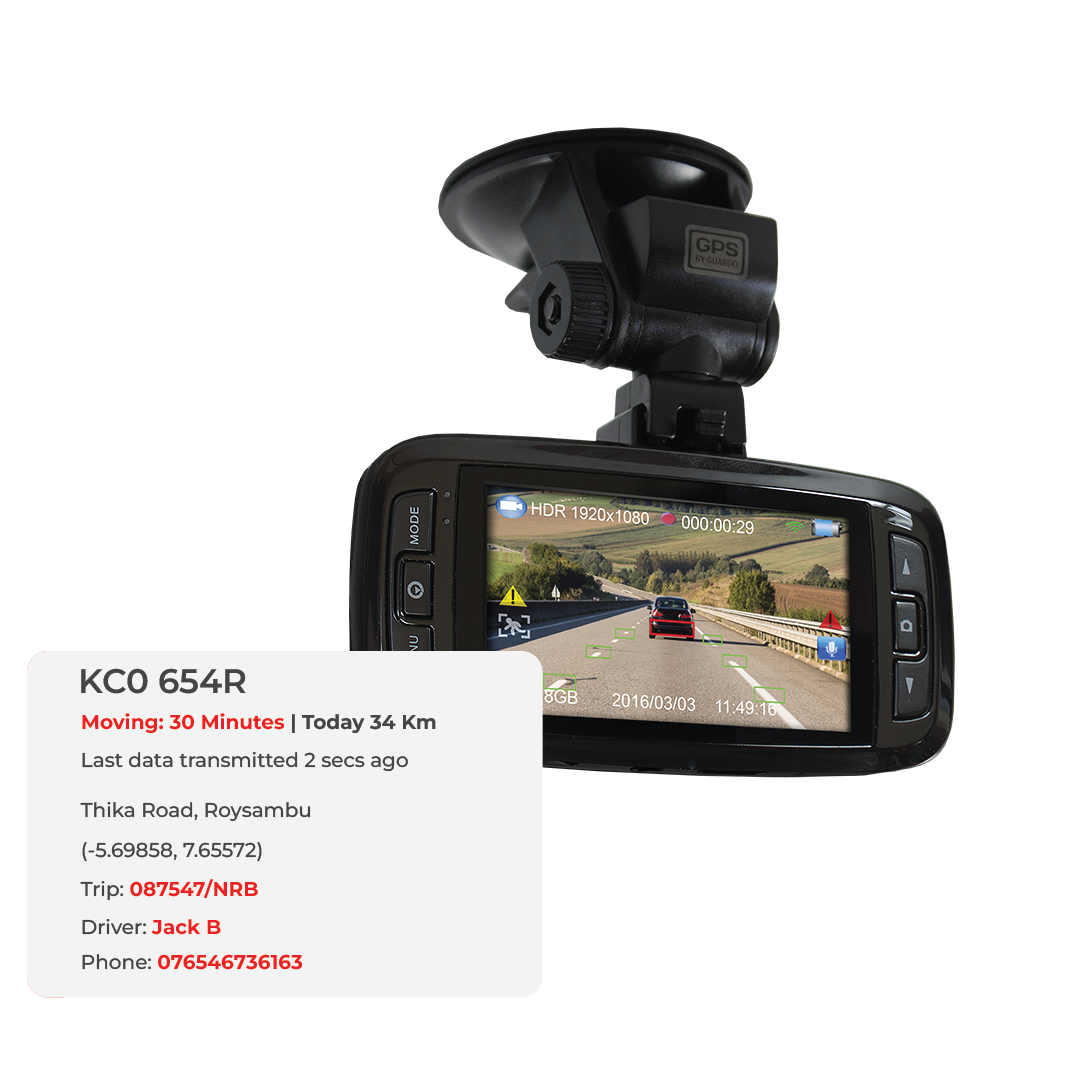 GPS
BY GUARDO
MODE
HDR 1920x1080 000:00:29
NU
8GB 2016/03/03 11:49:16
KC0 654R
Moving: 30 Minutes | Today 34 Km
Last data transmitted 2 secs ago
Thika Road, Roysambu
(-5.69858, 7.65572)
Trip: 087547/NRB
Driver: Jack B
Phone: 076546736163